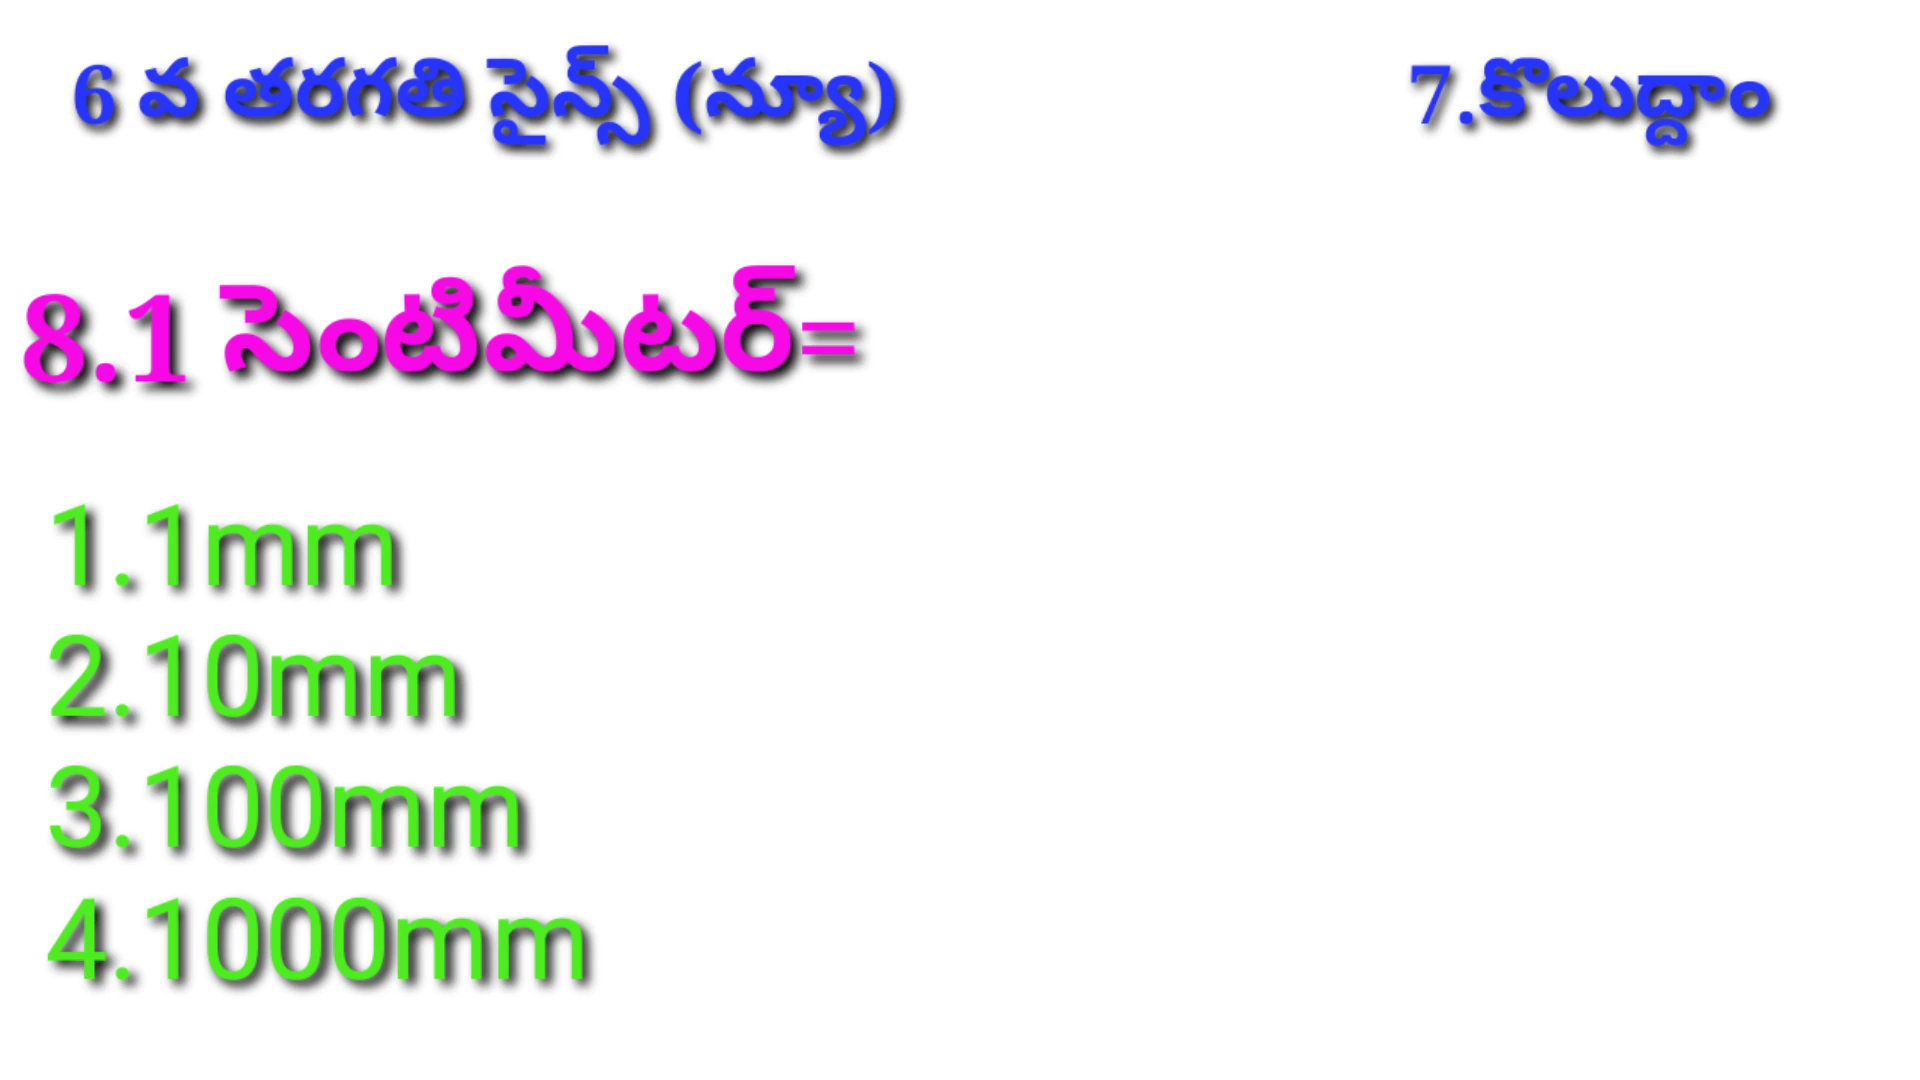 6 వ తరగతి సైన్స్ (న్యూ) 7.కొలుద్దాం
8.1 సెంటిమీటర్=
1.1mm
2.10mm
3.100mm
4.1000mm